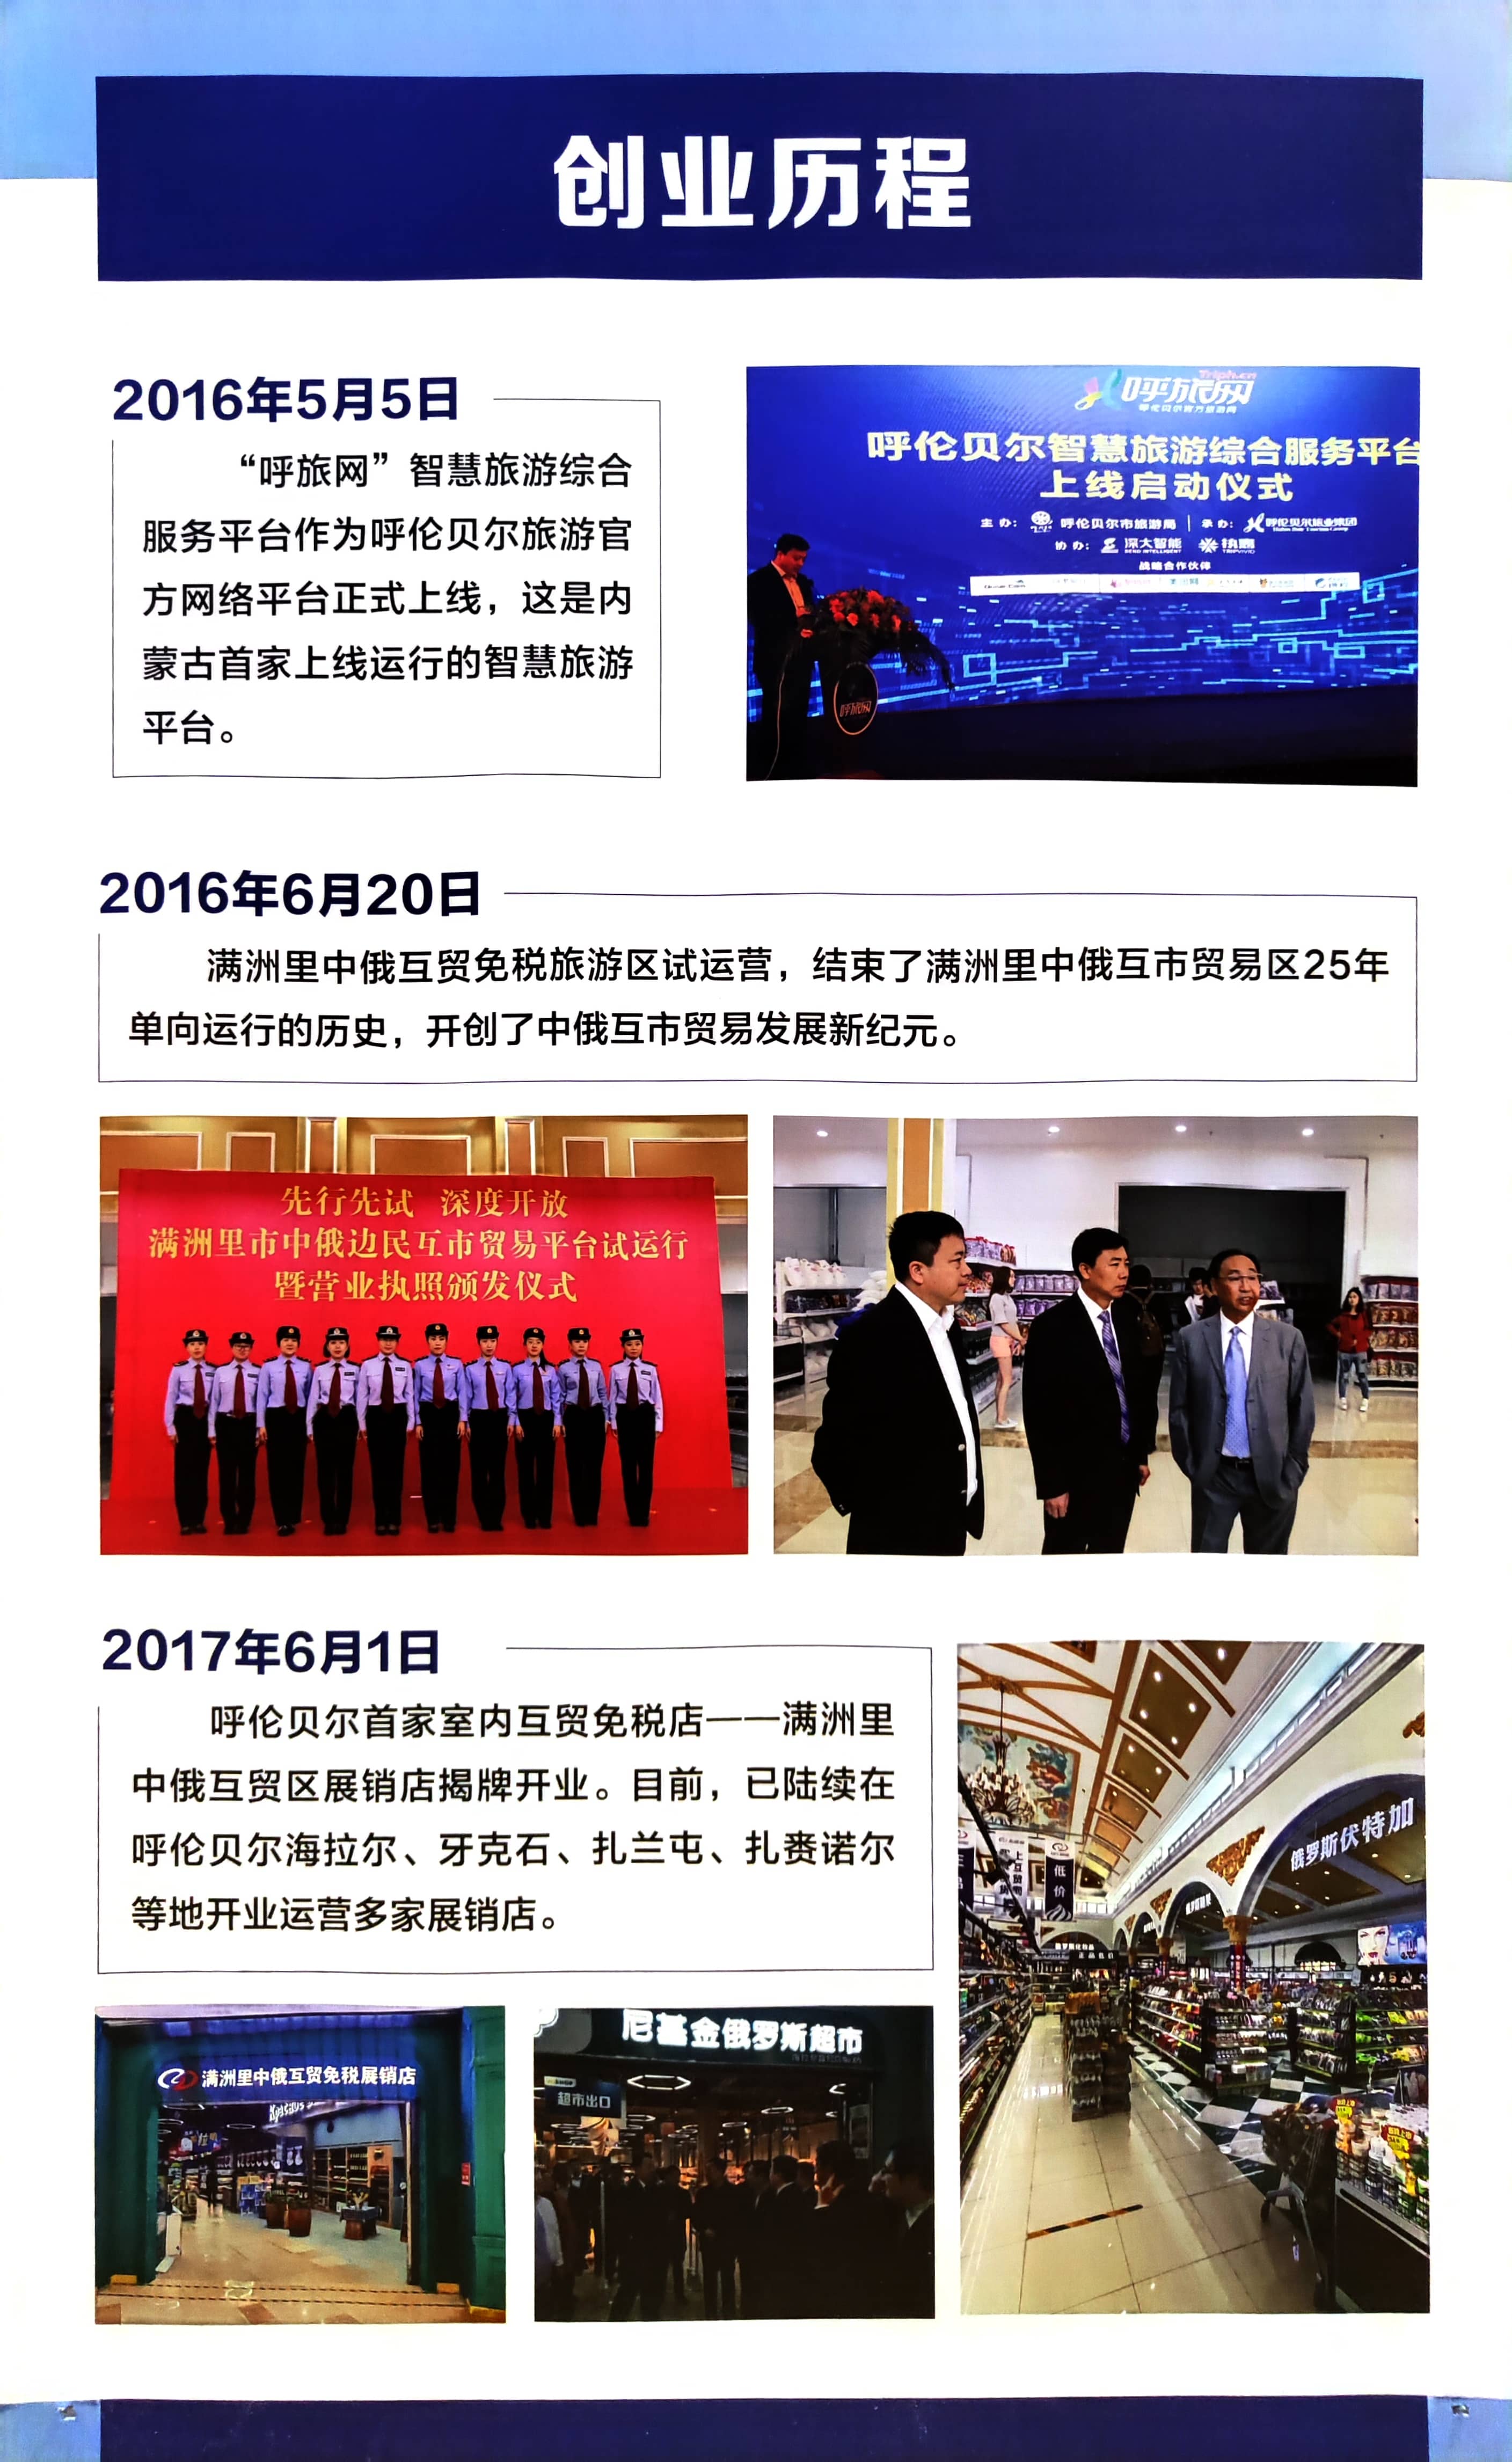 创业历程
2016年5月5日
“呼旅网”智慧旅游综合
服务平台作为呼伦贝尔旅游官
方网络平台正式上线，这是内
蒙古首家上线运行的智慧旅游
平台。
Triph.cn
呼旅网
呼伦贝尔官方旅游网
呼伦贝尔智慧旅游综合服务平台
上线启动仪式
主办：呼伦贝尔市旅游局 承办：呼伦贝尔旅业集团
协办：深大智能
战略合作伙伴
呼旅网
2016年6月20日
满洲里中俄互贸免税旅游区试运营，结束了满洲里中俄互市贸易区25年
单向运行的历史，开创了中俄互市贸易发展新纪元。
先行先试 深度开放
满洲里市中俄边民互市贸易平台试运行
暨营业执照颁发仪式
2017年6月1日
呼伦贝尔首家室内互贸免税店——满洲里
中俄互贸区展销店揭牌开业。目前，已陆续在
呼伦贝尔海拉尔、牙克石、扎兰屯、扎赉诺尔
等地开业运营多家展销店。
俄罗斯伏特加
低价
满洲里中俄互贸免税展销店
尼基金俄罗斯超市
超市出口